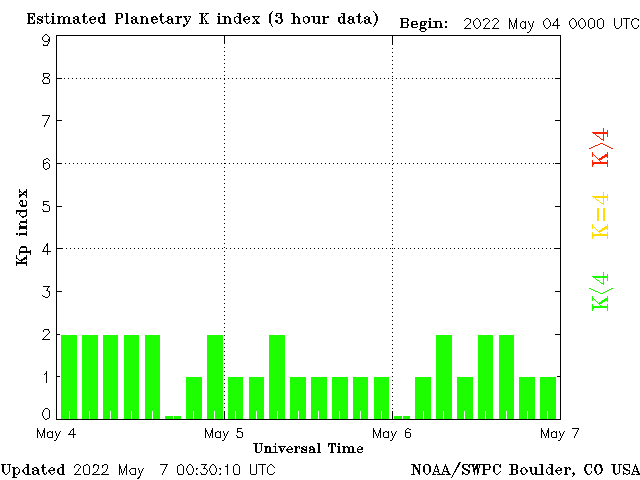 Estimated Planetary K index (3 hour data)
Begin: 2022 May 04 0000 UTC
9
8
7
6
5
4
3
2
1
0
Kp index
May 4
May 5
May 6
May 7
Universal Time
K>4
K=4
K<4
Updated 2022 May 7 00:30:10 UTC
NOAA/SWPC Boulder, CO USA